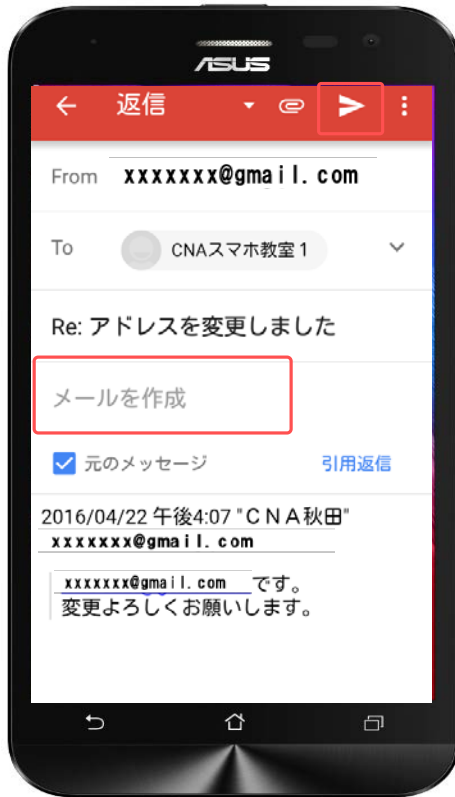 ASUS
返信
From xxxxxxx@gmail.com
To CNAスマホ教室1
Re: アドレスを変更しました
メールを作成
元のメッセージ 引用返信
2016/04/22 午後4:07 "ＣＮＡ秋田"
xxxxxxx@gmail.com
xxxxxxx@gmail.com です。
変更よろしくお願いします。